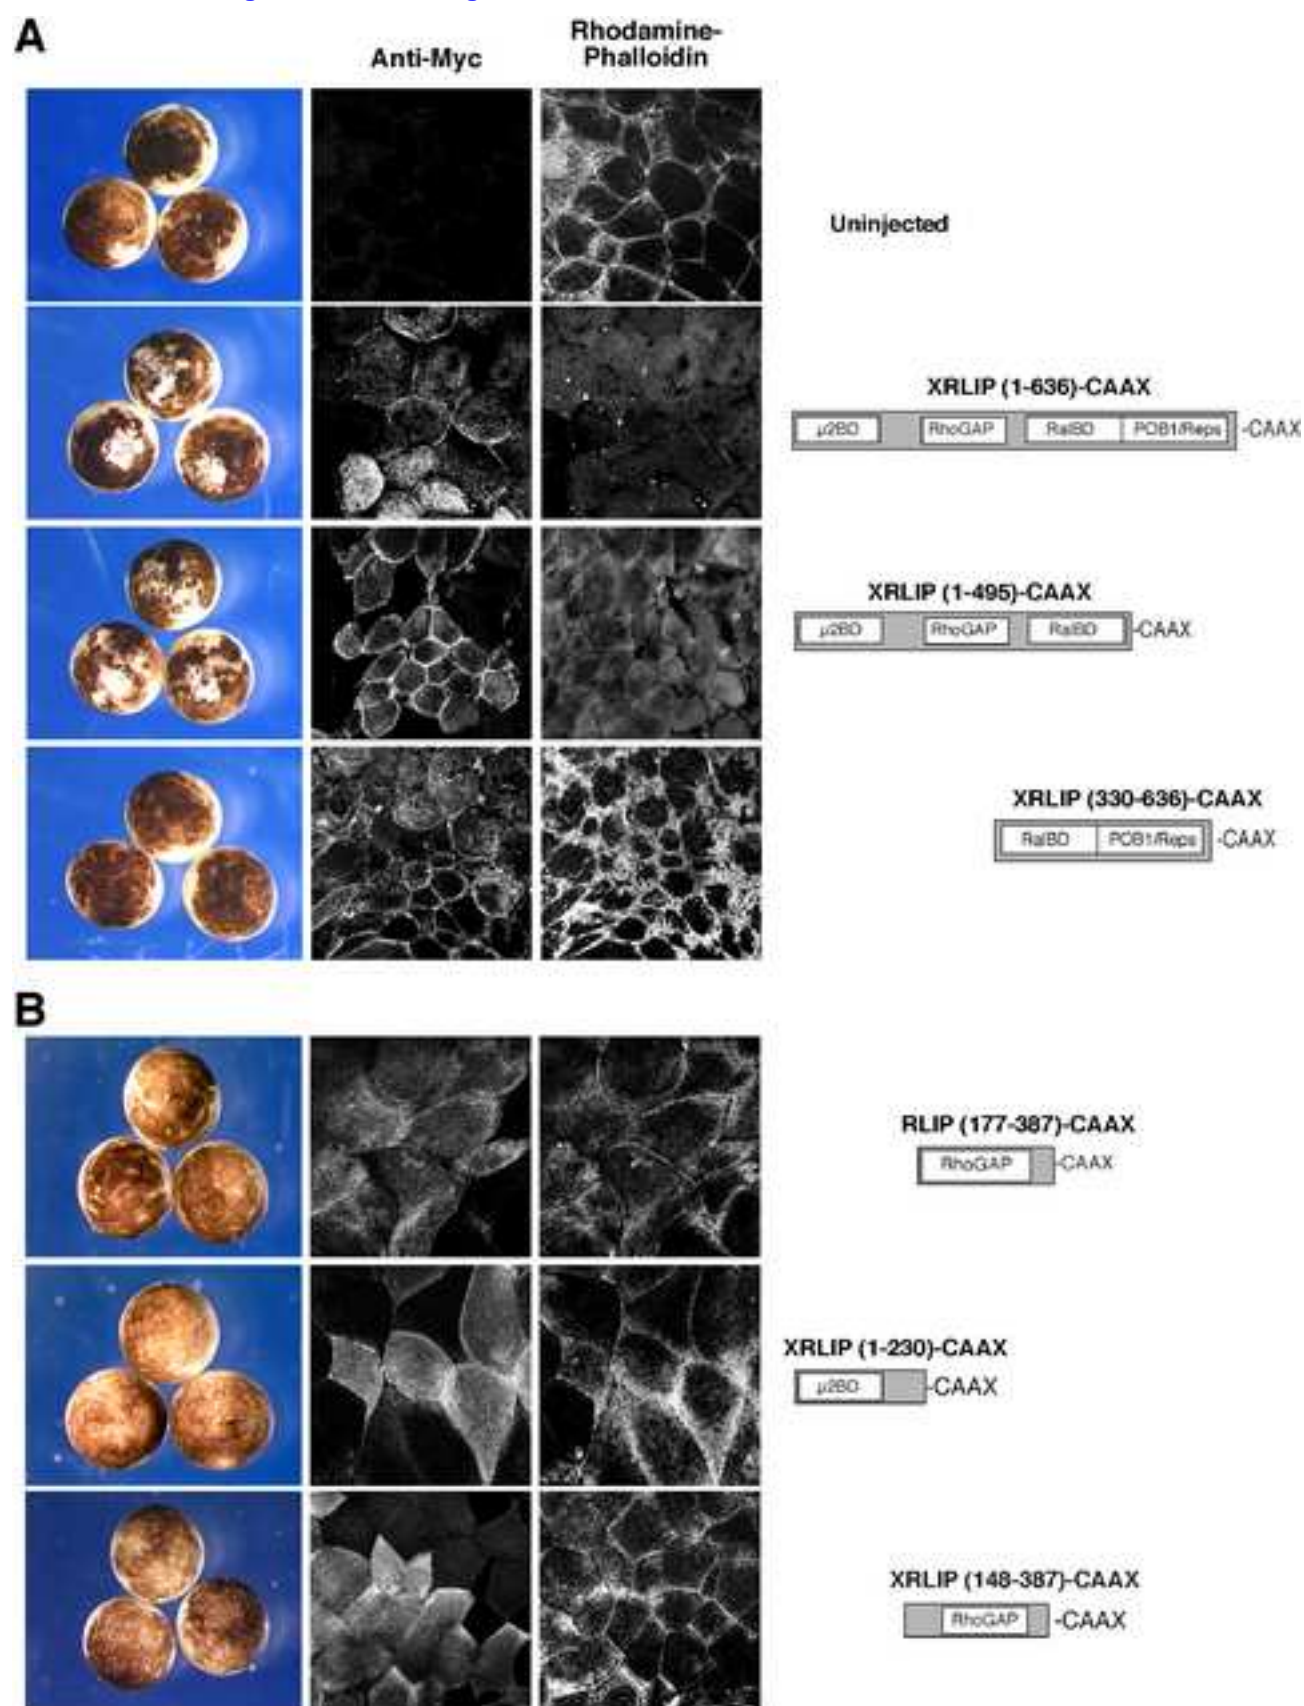 A
Anti-Myc
Rhodamine-
Phalloidin
Uninjected
XRLIP (1-636)-CAAX
µ2BD RhoGAP RalBD POB1/Reps -CAAX
XRLIP (1-495)-CAAX
µ2BD RhoGAP RalBD -CAAX
XRLIP (330-636)-CAAX
RalBD POB1/Reps -CAAX
B
RLIP (177-387)-CAAX
RhoGAP -CAAX
XRLIP (1-230)-CAAX
µ2BD -CAAX
XRLIP (148-387)-CAAX
RhoGAP -CAAX